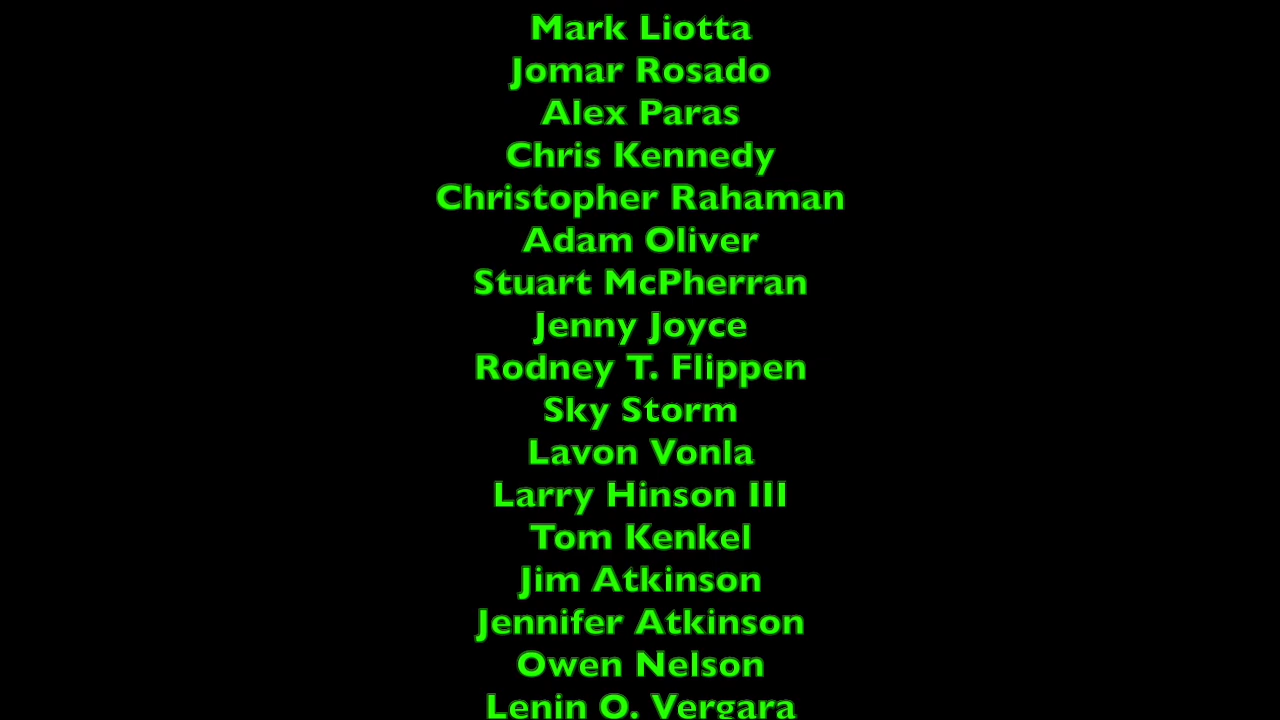 Mark Liotta
Jomar Rosado
Alex Paras
Chris Kennedy
Christopher Rahaman
Adam Oliver
Stuart McPherran
Jenny Joyce
Rodney T. Flippen
Sky Storm
Lavon Vonla
Larry Hinson III
Tom Kenkel
Jim Atkinson
Jennifer Atkinson
Owen Nelson
Lenin O. Vergara